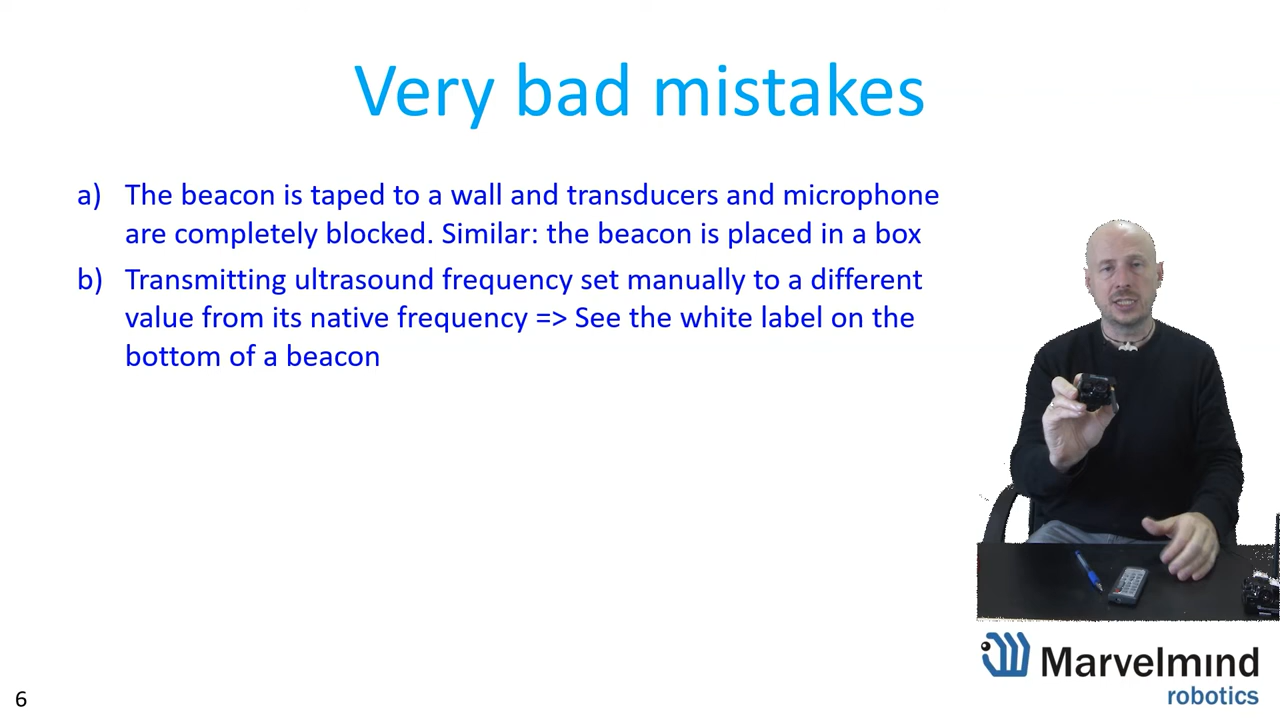 Very bad mistakes
a) The beacon is taped to a wall and transducers and microphone
are completely blocked. Similar: the beacon is placed in a box
b) Transmitting ultrasound frequency set manually to a different
value from its native frequency => See the white label on the
bottom of a beacon
Marvelmind
robotics
6